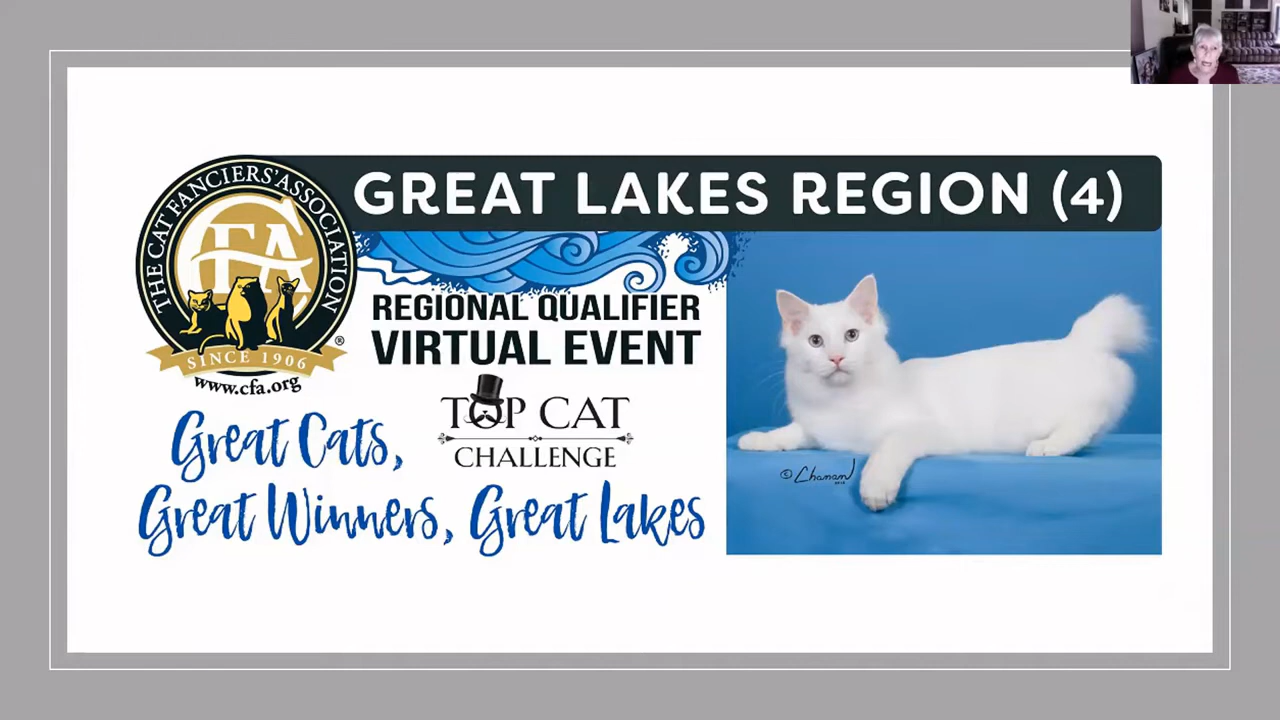 THE CAT FANCIERS' ASSOCIATION
CFA
SINCE 1906
®
www.cfa.org
GREAT LAKES REGION (4)
REGIONAL QUALIFIER
VIRTUAL EVENT
TOP CAT
CHALLENGE
Great Cats,
Great Winners, Great Lakes
© Chanan